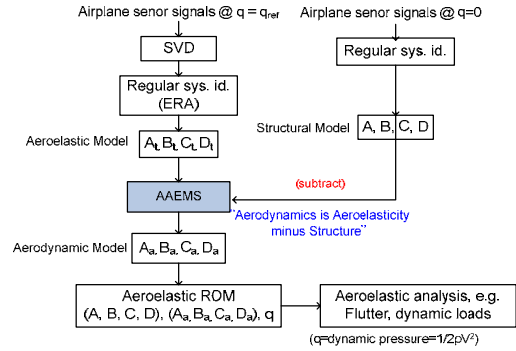 Airplane senor signals @ q = qref
Airplane senor signals @ q=0
SVD
Regular sys. id.
Regular sys. id.
(ERA)
Aeroelastic Model
At, Bt, Ct, Dt
Structural Model
A, B, C, D
(subtract)
AAEMS
"Aerodynamics is Aeroelasticity
minus Structure"
Aerodynamic Model
Aa, Ba, Ca, Da
Aeroelastic ROM
(A, B, C, D), (Aa, Ba, Ca, Da), q
Aeroelastic analysis, e.g.
Flutter, dynamic loads
(q=dynamic pressure=1/2pV²)